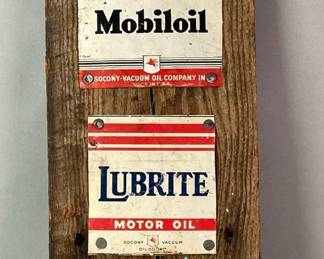 Mobiloil
SOCONY-VACUUM OIL COMPANY IN
LUBRITE
MOTOR OIL
SOCONY VACUUM